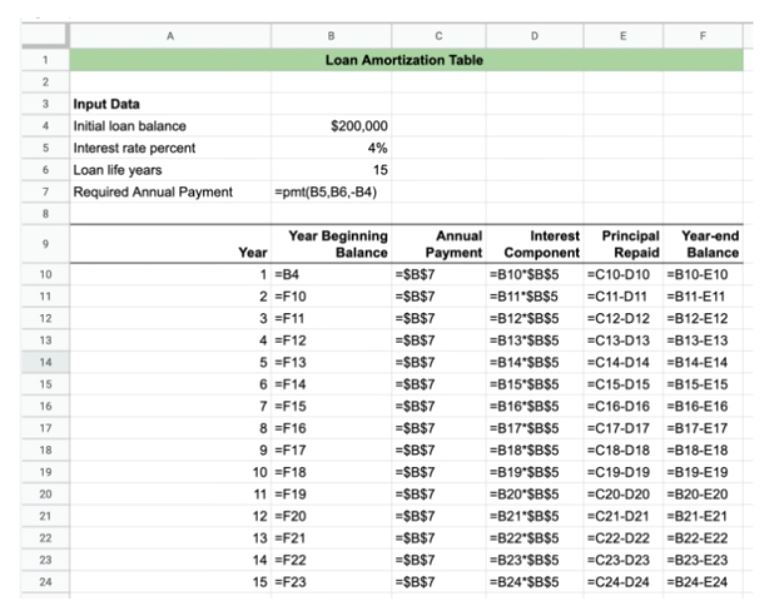 A B C D E F
1 Loan Amortization Table
2
3 Input Data
4 Initial loan balance $200,000
5 Interest rate percent 4%
6 Loan life years 15
7 Required Annual Payment =pmt(B5,B6,-B4)
8
9 Year Year Beginning Balance Annual Payment Interest Component Principal Repaid Year-end Balance
10 1 =B4 =$B$7 =B10*$B$5 =C10-D10 =B10-E10
11 2 =F10 =$B$7 =B11*$B$5 =C11-D11 =B11-E11
12 3 =F11 =$B$7 =B12*$B$5 =C12-D12 =B12-E12
13 4 =F12 =$B$7 =B13*$B$5 =C13-D13 =B13-E13
14 5 =F13 =$B$7 =B14*$B$5 =C14-D14 =B14-E14
15 6 =F14 =$B$7 =B15*$B$5 =C15-D15 =B15-E15
16 7 =F15 =$B$7 =B16*$B$5 =C16-D16 =B16-E16
17 8 =F16 =$B$7 =B17*$B$5 =C17-D17 =B17-E17
18 9 =F17 =$B$7 =B18*$B$5 =C18-D18 =B18-E18
19 10 =F18 =$B$7 =B19*$B$5 =C19-D19 =B19-E19
20 11 =F19 =$B$7 =B20*$B$5 =C20-D20 =B20-E20
21 12 =F20 =$B$7 =B21*$B$5 =C21-D21 =B21-E21
22 13 =F21 =$B$7 =B22*$B$5 =C22-D22 =B22-E22
23 14 =F22 =$B$7 =B23*$B$5 =C23-D23 =B23-E23
24 15 =F23 =$B$7 =B24*$B$5 =C24-D24 =B24-E24